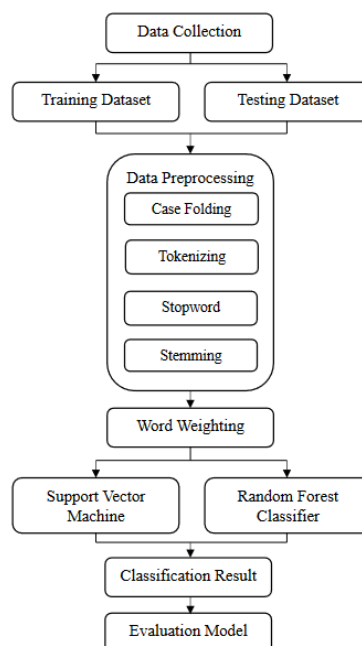 Data Collection
Training Dataset
Testing Dataset
Data Preprocessing
Case Folding
Tokenizing
Stopword
Stemming
Word Weighting
Support Vector
Machine
Random Forest
Classifier
Classification Result
Evaluation Model